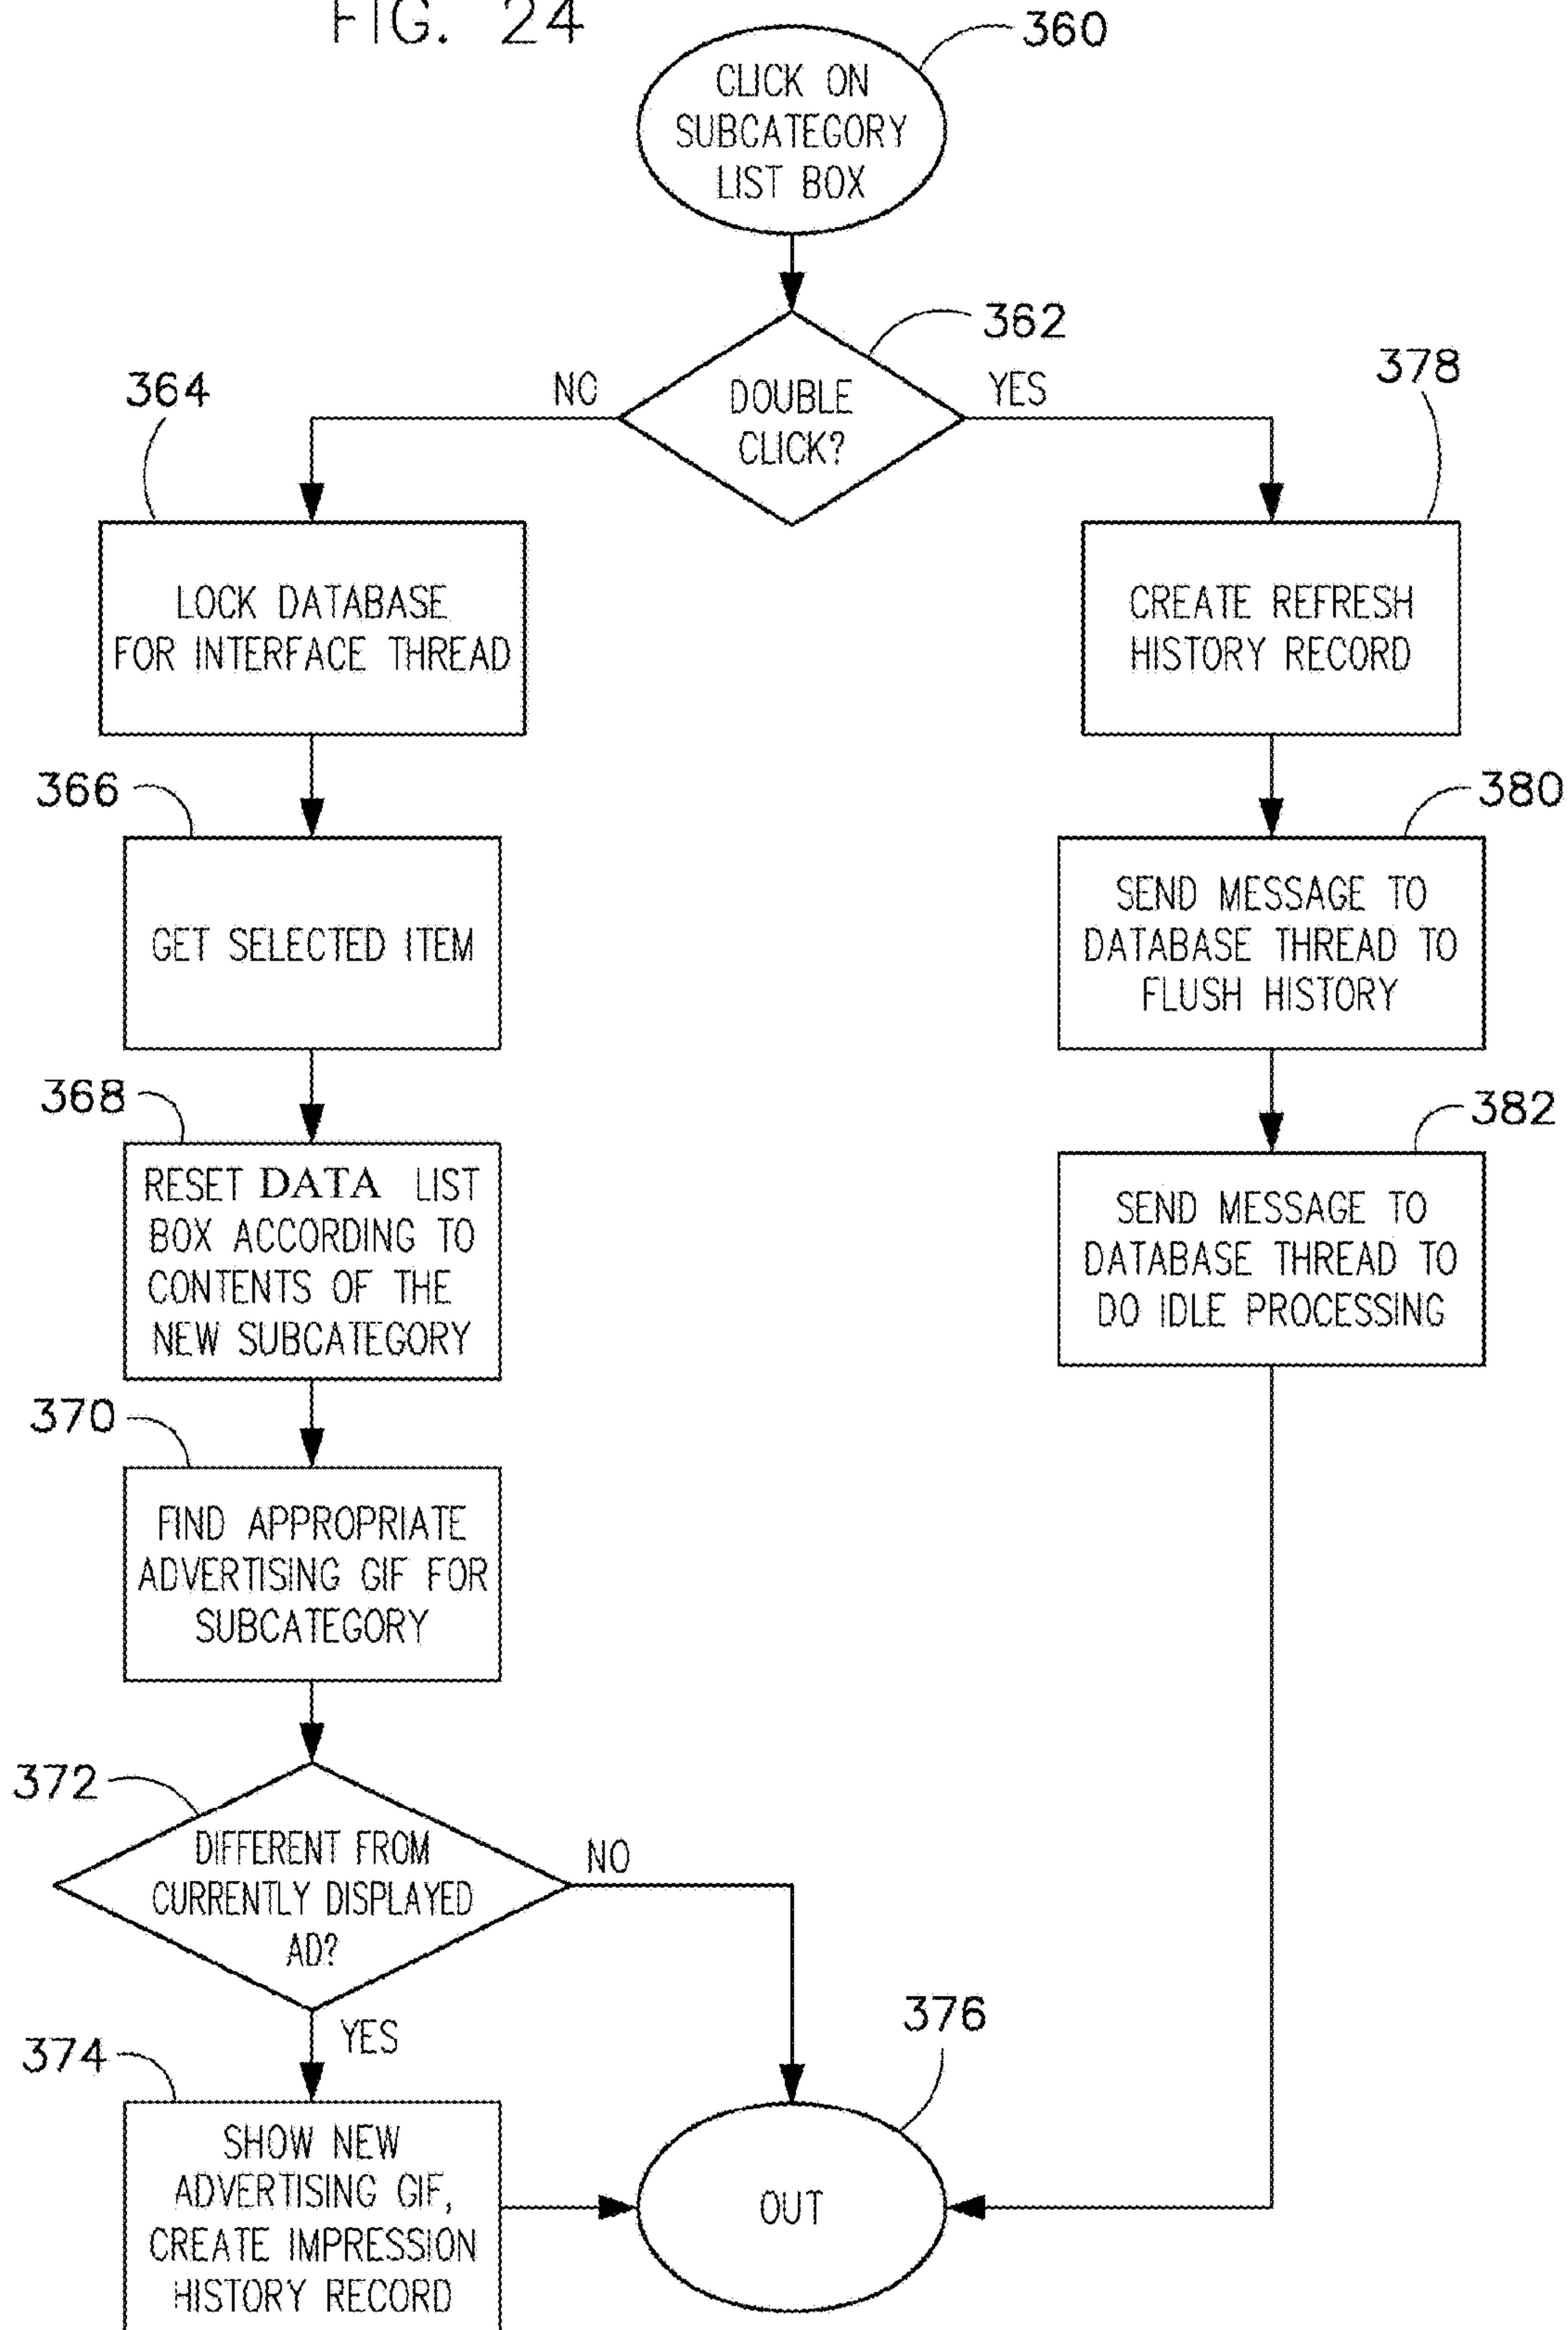 FIG. 24
360
CLICK ON
SUBCATEGORY
LIST BOX
362
DOUBLE
CLICK?
NO
YES
364
LOCK DATABASE
FOR INTERFACE THREAD
378
CREATE REFRESH
HISTORY RECORD
366
GET SELECTED ITEM
380
SEND MESSAGE TO
DATABASE THREAD TO
FLUSH HISTORY
368
RESET DATA LIST
BOX ACCORDING TO
CONTENTS OF THE
NEW SUBCATEGORY
382
SEND MESSAGE TO
DATABASE THREAD TO
DO IDLE PROCESSING
370
FIND APPROPRIATE
ADVERTISING GIF FOR
SUBCATEGORY
372
DIFFERENT FROM
CURRENTLY DISPLAYED
AD?
NO
YES
374
SHOW NEW
ADVERTISING GIF,
CREATE IMPRESSION
HISTORY RECORD
376
OUT